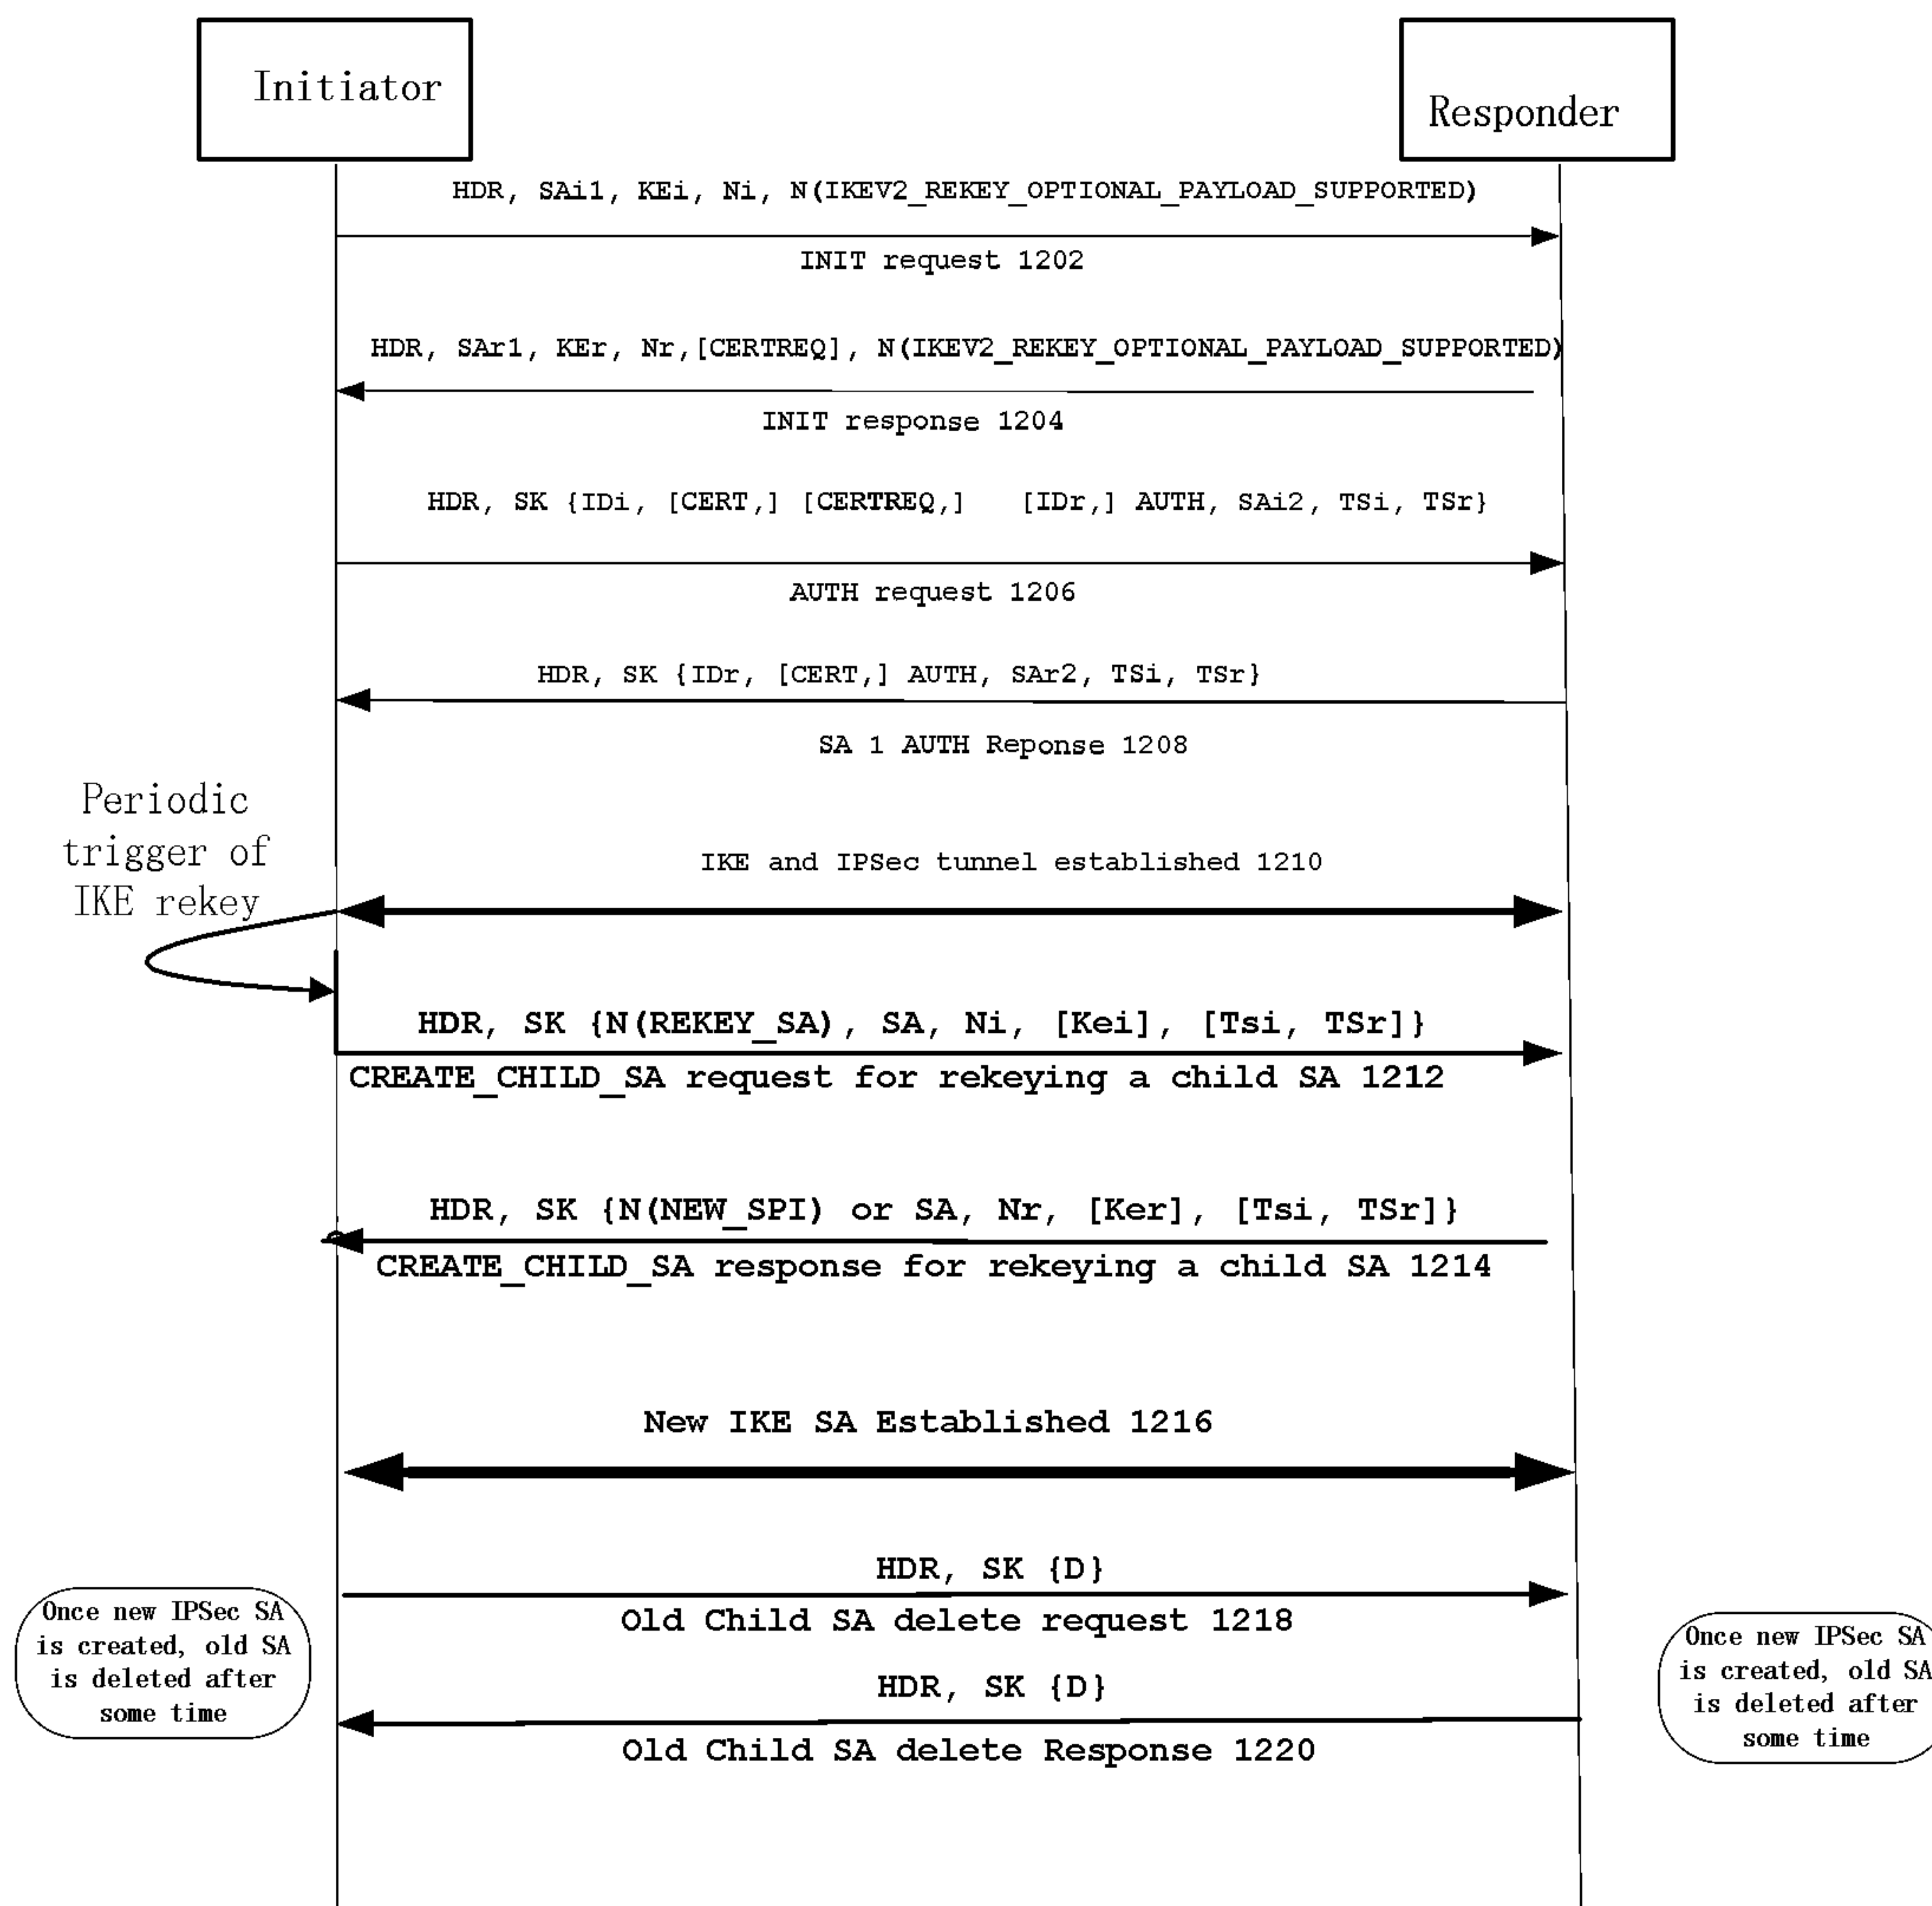 Initiator
Responder
HDR, SAi1, KEi, Ni, N(IKEV2_REKEY_OPTIONAL_PAYLOAD_SUPPORTED)
INIT request 1202
HDR, SAr1, KEr, Nr,[CERTREQ], N(IKEV2_REKEY_OPTIONAL_PAYLOAD_SUPPORTED)
INIT response 1204
HDR, SK {IDi, [CERT,] [CERTREQ,] [IDr,] AUTH, SAi2, TSi, TSr}
AUTH request 1206
HDR, SK {IDr, [CERT,] AUTH, SAr2, TSi, TSr}
SA 1 AUTH Reponse 1208
Periodic
trigger of
IKE rekey
IKE and IPSec tunnel established 1210
HDR, SK {N(REKEY_SA), SA, Ni, [Kei], [Tsi, TSr]}
CREATE_CHILD_SA request for rekeying a child SA 1212
HDR, SK {N(NEW_SPI) or SA, Nr, [Ker], [Tsi, TSr]}
CREATE_CHILD_SA response for rekeying a child SA 1214
New IKE SA Established 1216
HDR, SK {D}
Old Child SA delete request 1218
HDR, SK {D}
Old Child SA delete Response 1220
Once new IPSec SA
is created, old SA
is deleted after
some time
Once new IPSec SA
is created, old SA
is deleted after
some time